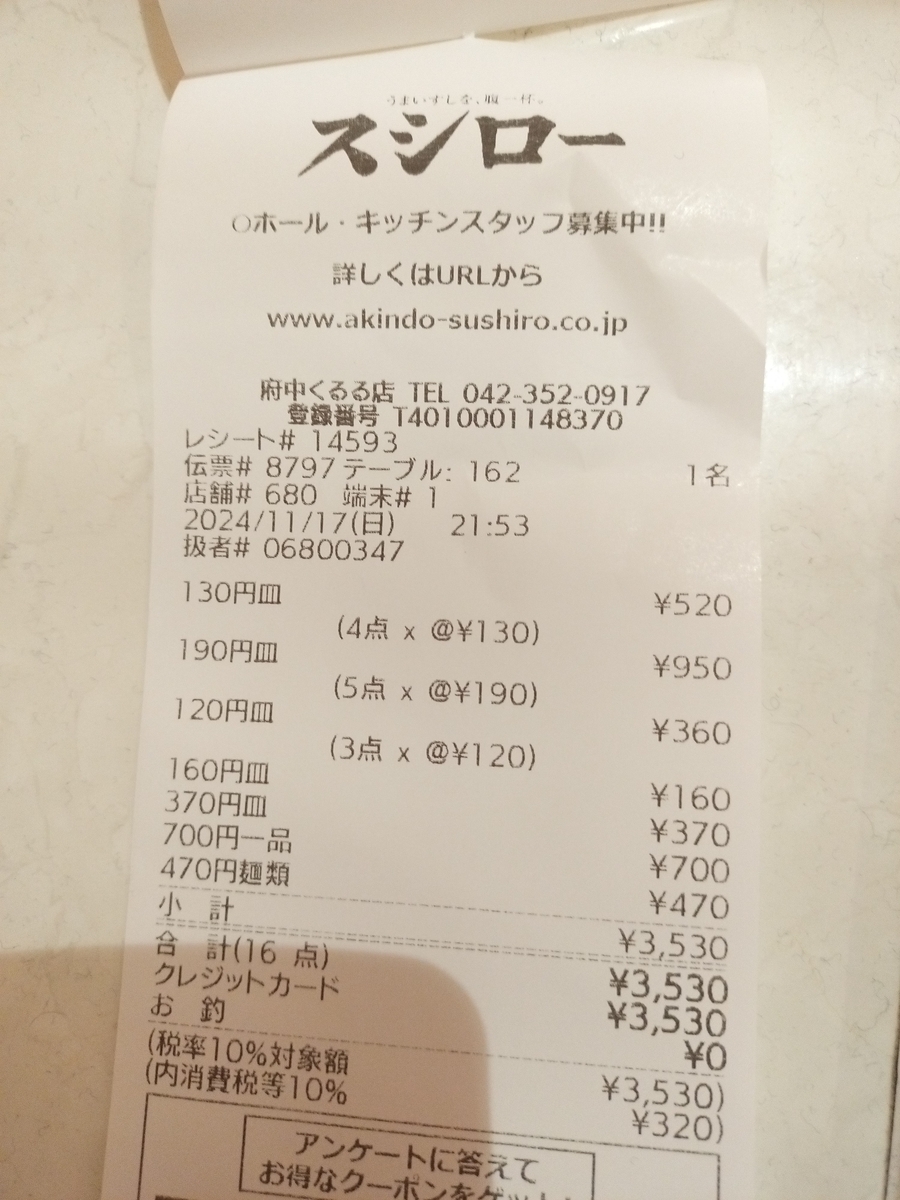 うまいすしを、腹一杯。
スシロー
○ホール・キッチンスタッフ募集中!!
詳しくはURLから
www.akindo-sushiro.co.jp
府中くるる店 TEL 042-352-0917
登録番号 T4010001148370
レシート# 14593
伝票# 8797 テーブル: 162 1名
店舗# 680 端末# 1
2024/11/17(日) 21:53
扱者# 06800347
130円皿 ¥520
(4点 x @¥130)
190円皿 ¥950
(5点 x @¥190)
120円皿 ¥360
(3点 x @¥120)
160円皿 ¥160
370円皿 ¥370
700円一品 ¥700
470円麺類 ¥470
小 計 ¥3,530
合 計(16 点) ¥3,530
クレジットカード ¥3,530
お 釣 ¥0
(税率10%対象額 ¥3,530)
(内消費税等10% ¥320)
アンケートに答えて
お得なクーポンをゲット!